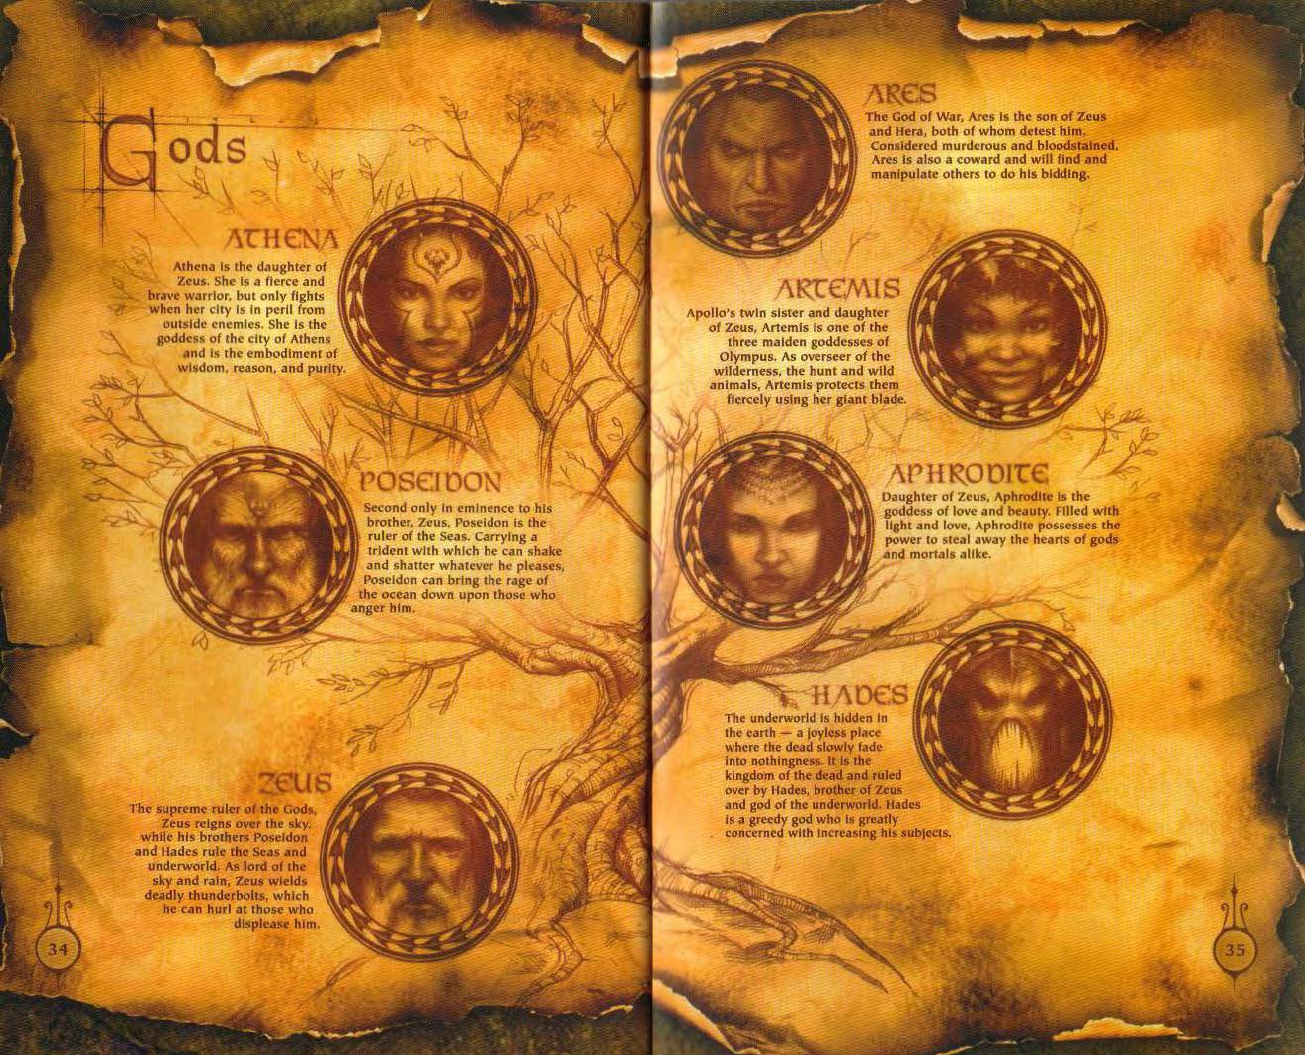 Gods
ATHENA
Athena is the daughter of
Zeus. She is a fierce and
brave warrior, but only fights
when her city is in peril from
outside enemies. She is the
goddess of the city of Athens
and is the embodiment of
wisdom, reason, and purity.
POSEIDON
Second only in eminence to his
brother, Zeus, Poseidon is the
ruler of the Seas. Carrying a
trident with which he can shake
and shatter whatever he pleases,
Poseidon can bring the rage of
the ocean down upon those who
anger him.
ZEUS
The supreme ruler of the Gods,
Zeus reigns over the sky,
while his brothers Poseidon
and Hades rule the Seas and
underworld. As lord of the
sky and rain, Zeus wields
deadly thunderbolts, which
he can hurl at those who
displease him.
34
ARES
The God of War, Ares is the son of Zeus
and Hera, both of whom detest him.
Considered murderous and bloodstained,
Ares is also a coward and will find and
manipulate others to do his bidding.
ARTEMIS
Apollo's twin sister and daughter
of Zeus, Artemis is one of the
three maiden goddesses of
Olympus. As overseer of the
wilderness, the hunt and wild
animals, Artemis protects them
fiercely using her giant blade.
APHRODITE
Daughter of Zeus, Aphrodite is the
goddess of love and beauty. Filled with
light and love, Aphrodite possesses the
power to steal away the hearts of gods
and mortals alike.
HADES
The underworld is hidden in
the earth — a joyless place
where the dead slowly fade
into nothingness. It is the
kingdom of the dead and ruled
over by Hades, brother of Zeus
and god of the underworld. Hades
is a greedy god who is greatly
concerned with increasing his subjects.
35